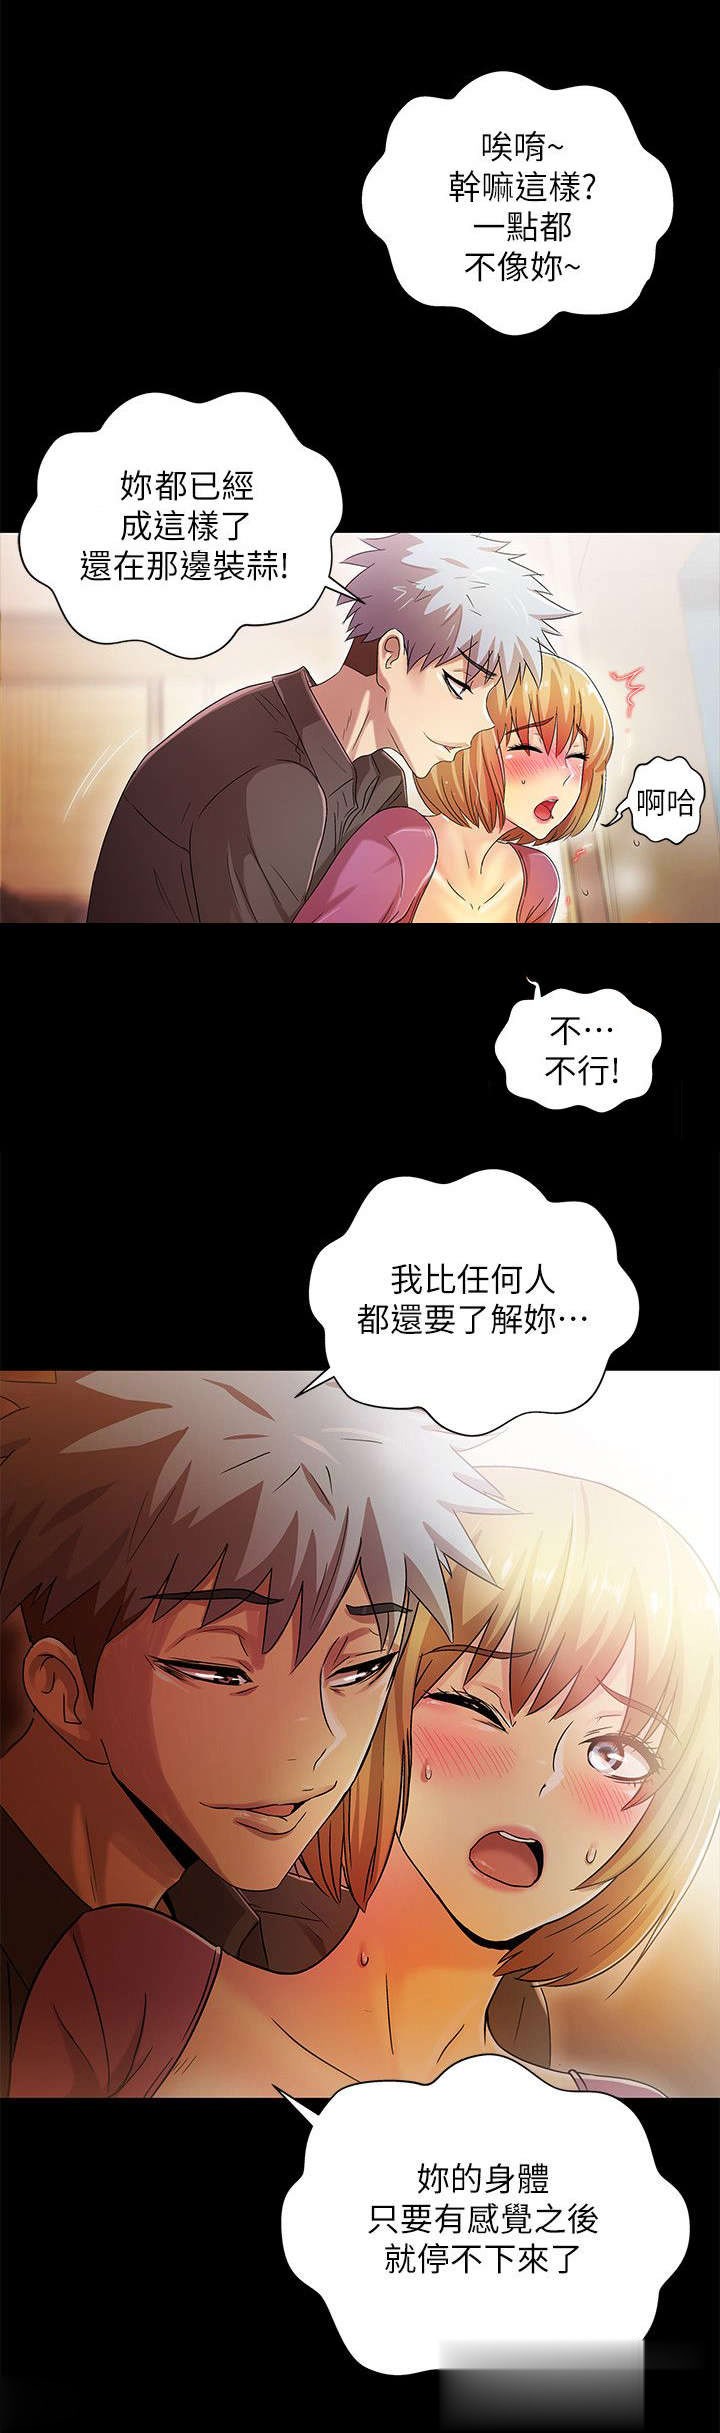 唉唷~
幹嘛這樣?
一點都
不像妳~
妳都已經
成這樣了
還在那邊裝蒜!
啊哈
不…
不行!
我比任何人
都還要了解妳…
妳的身體
只要有感覺之後
就停不下來了